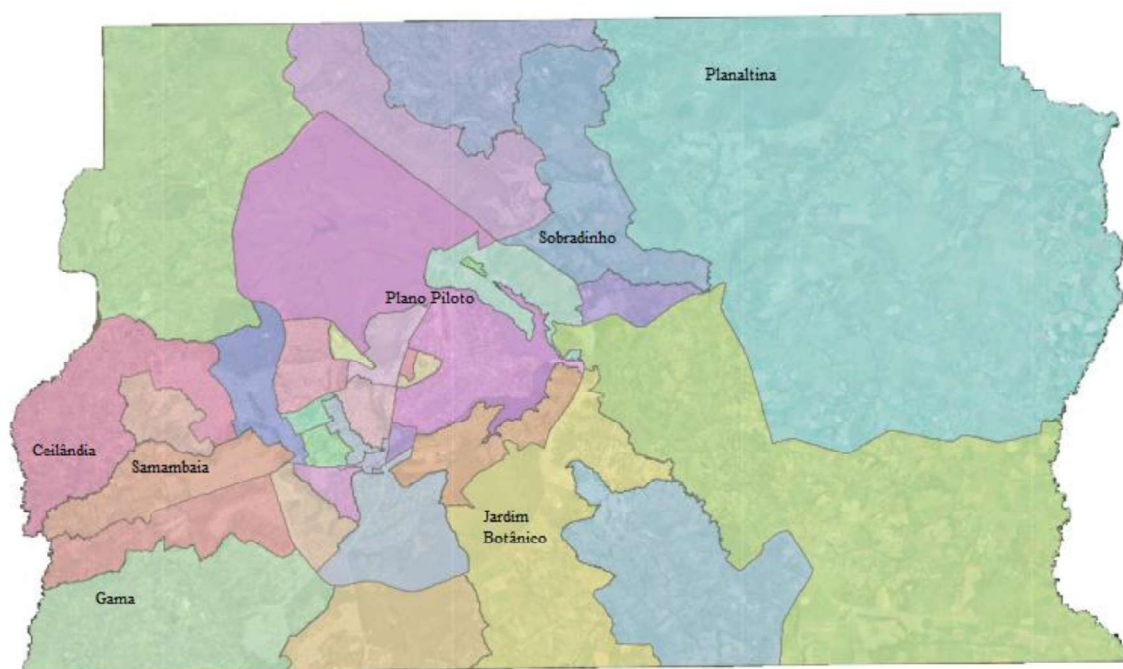 Planaltina
Sobradinho
Plano Piloto
Ceilândia
Samambaia
Jardim
Botânico
Gama